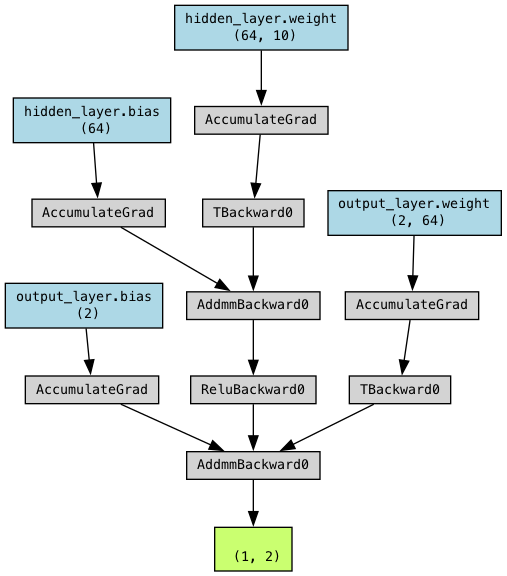 hidden_layer.weight
(64, 10)
hidden_layer.bias
(64)
AccumulateGrad
AccumulateGrad
TBackward0
output_layer.weight
(2, 64)
output_layer.bias
(2)
AddmmBackward0
AccumulateGrad
AccumulateGrad
ReluBackward0
TBackward0
AddmmBackward0
(1, 2)